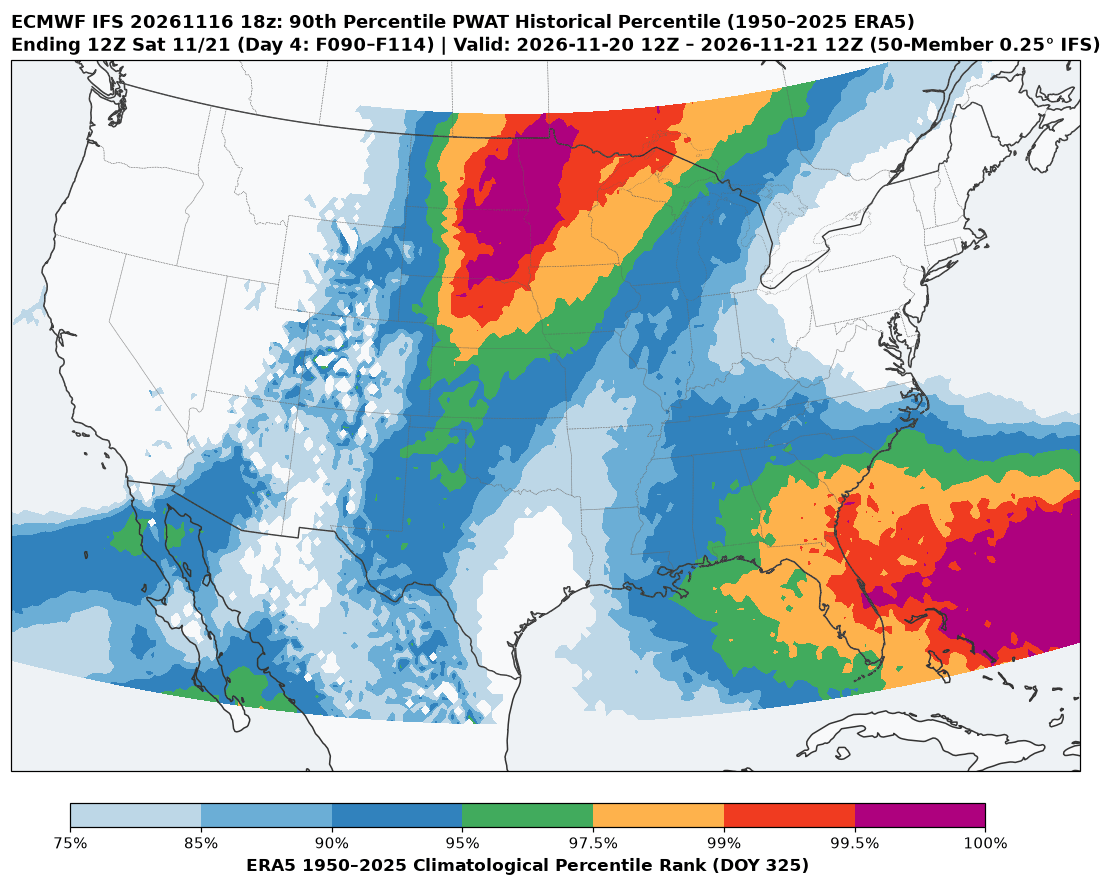 ECMWF IFS 20261116 18z: 90th Percentile PWAT Historical Percentile (1950–2025 ERA5)
Ending 12Z Sat 11/21 (Day 4: F090–F114) | Valid: 2026-11-20 12Z – 2026-11-21 12Z (50-Member 0.25° IFS)
75% 85% 90% 95% 97.5% 99% 99.5% 100%
ERA5 1950–2025 Climatological Percentile Rank (DOY 325)